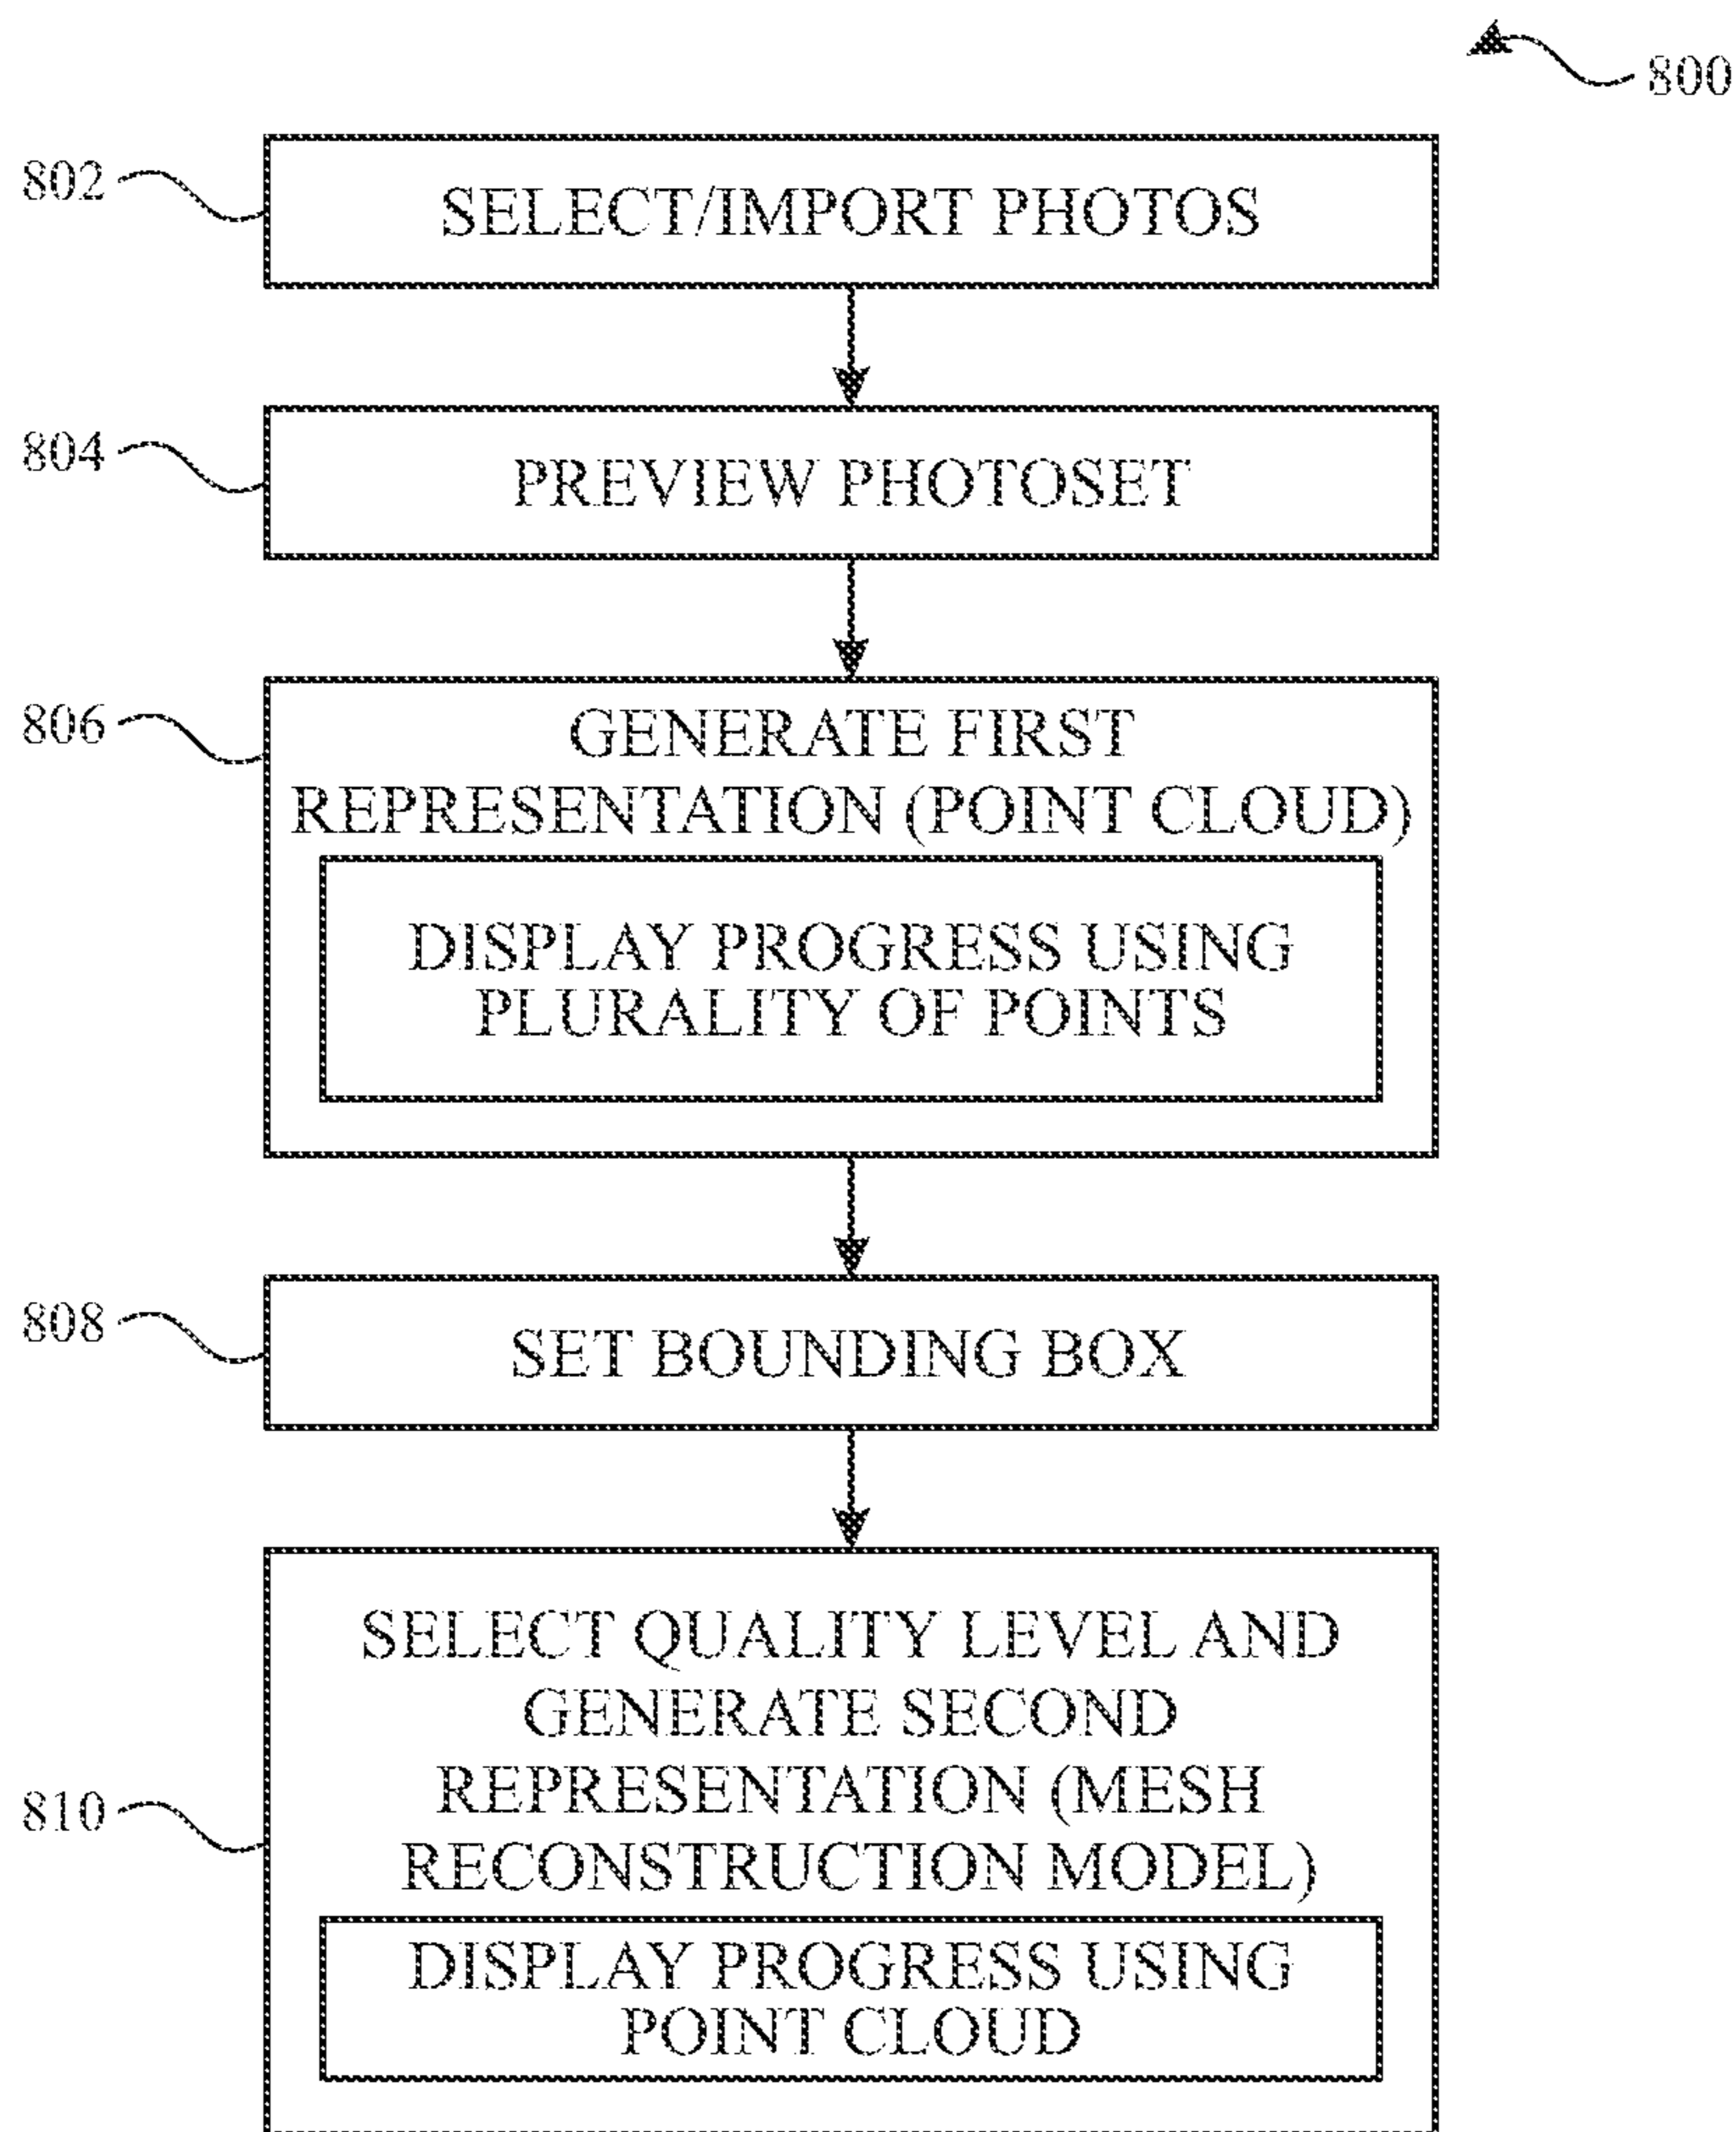 800
802
SELECT/IMPORT PHOTOS
804
PREVIEW PHOTOSET
806
GENERATE FIRST
REPRESENTATION (POINT CLOUD)
DISPLAY PROGRESS USING
PLURALITY OF POINTS
808
SET BOUNDING BOX
810
SELECT QUALITY LEVEL AND
GENERATE SECOND
REPRESENTATION (MESH
RECONSTRUCTION MODEL)
DISPLAY PROGRESS USING
POINT CLOUD